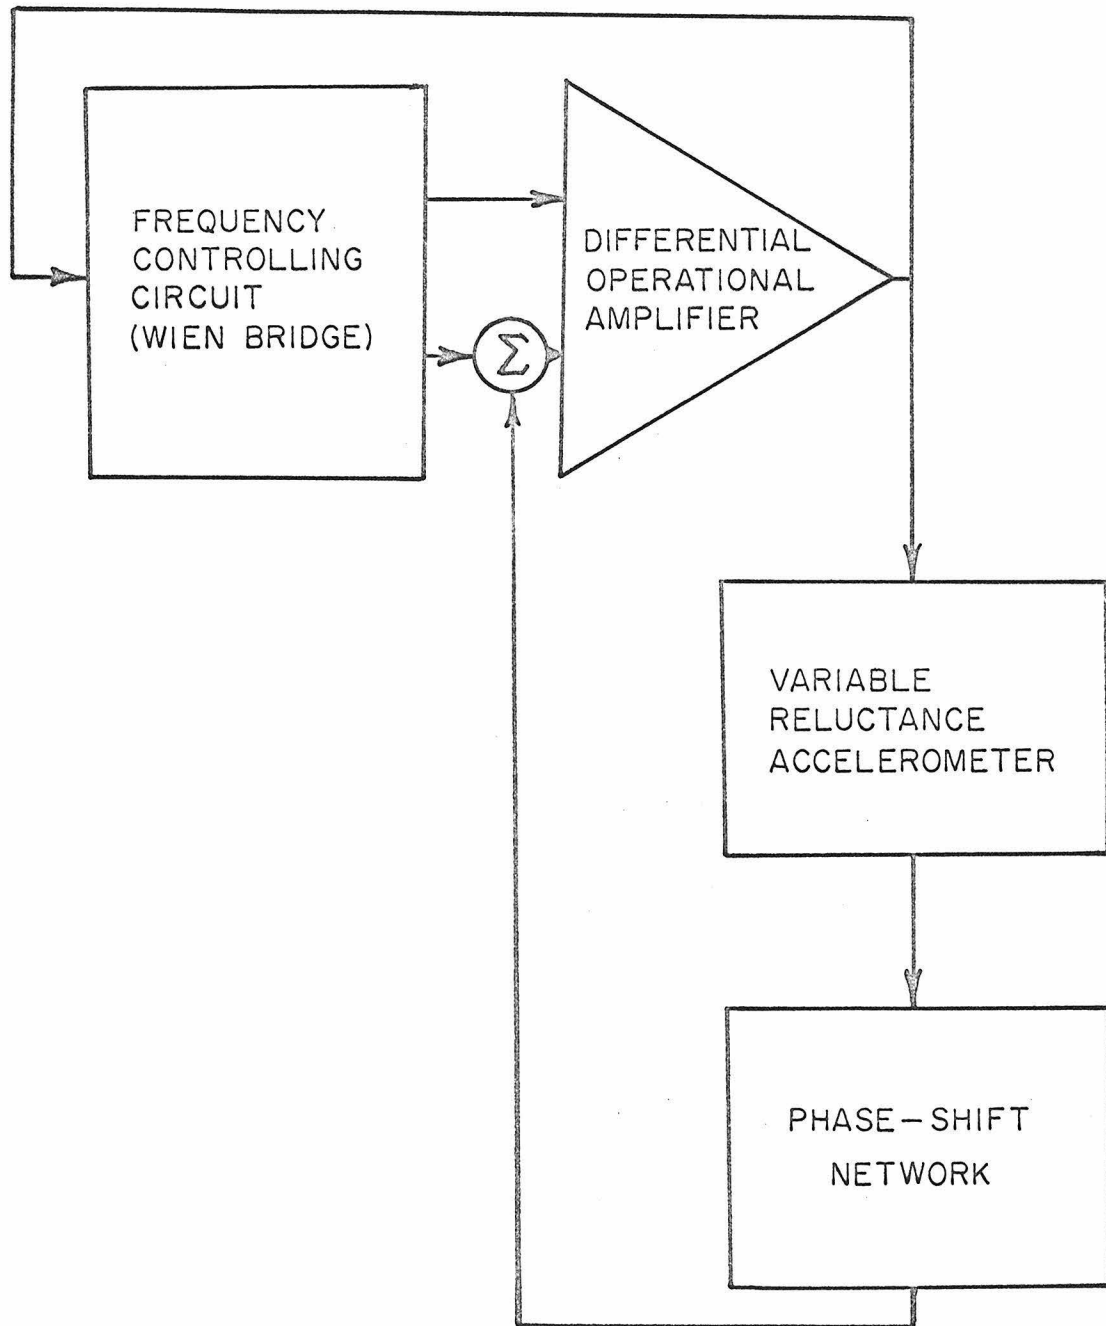 FREQUENCY
CONTROLLING
CIRCUIT
(WIEN BRIDGE)
Σ
DIFFERENTIAL
OPERATIONAL
AMPLIFIER
VARIABLE
RELUCTANCE
ACCELEROMETER
PHASE-SHIFT
NETWORK